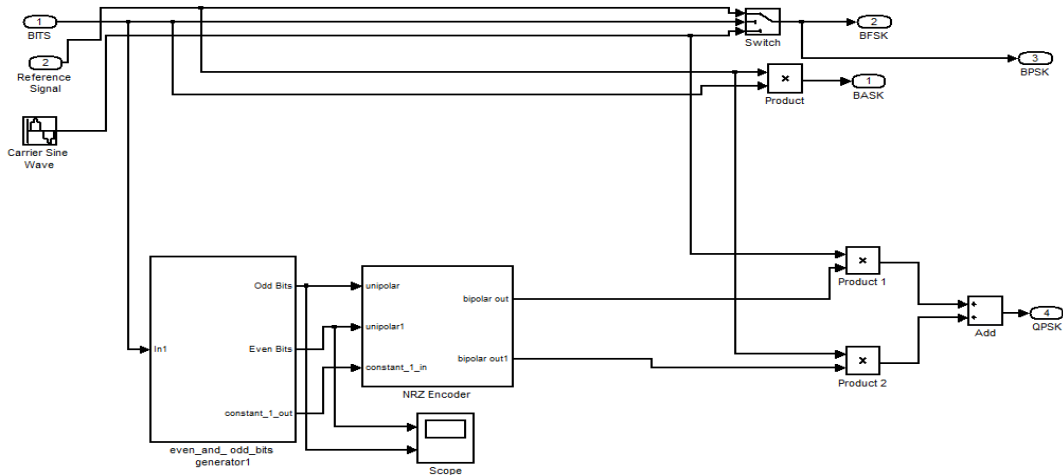 1
BITS
2
Reference
Signal
Carrier Sine
Wave
Switch
2
BFSK
3
BPSK
×
Product
1
BASK
In1
Odd Bits
Even Bits
constant_1_out
even_and_ odd_bits
generator1
unipolar
unipolar1
constant_1_in
bipolar out
bipolar out1
NRZ Encoder
Scope
×
Product 1
×
Product 2
+
+
Add
4
QPSK